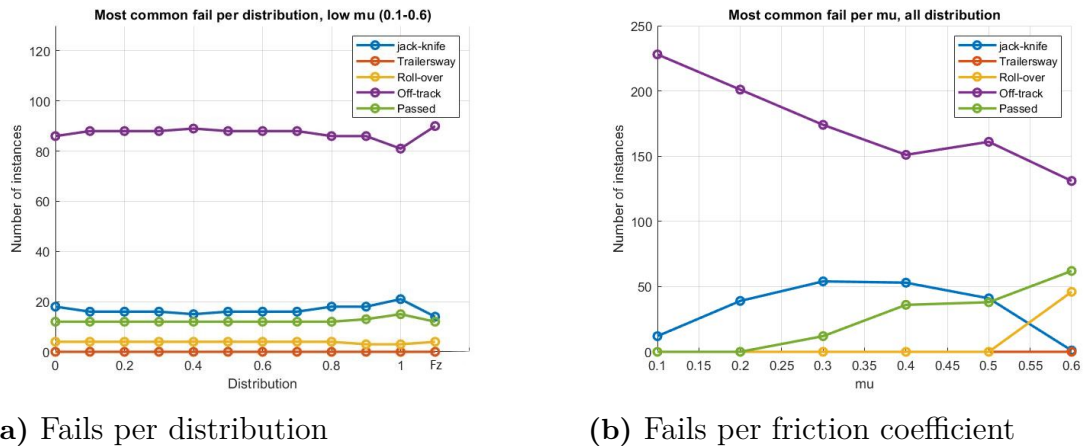 Most common fail per distribution, low mu (0.1-0.6)
120
100
80
60
40
20
0
Number of instances
jack-knife
Trailersway
Roll-over
Off-track
Passed
0 0.2 0.4 0.6 0.8 1 Fz
Distribution
a) Fails per distribution
Most common fail per mu, all distribution
250
200
150
100
50
0
Number of instances
jack-knife
Trailersway
Roll-over
Off-track
Passed
0.1 0.15 0.2 0.25 0.3 0.35 0.4 0.45 0.5 0.55 0.6
mu
(b) Fails per friction coefficient